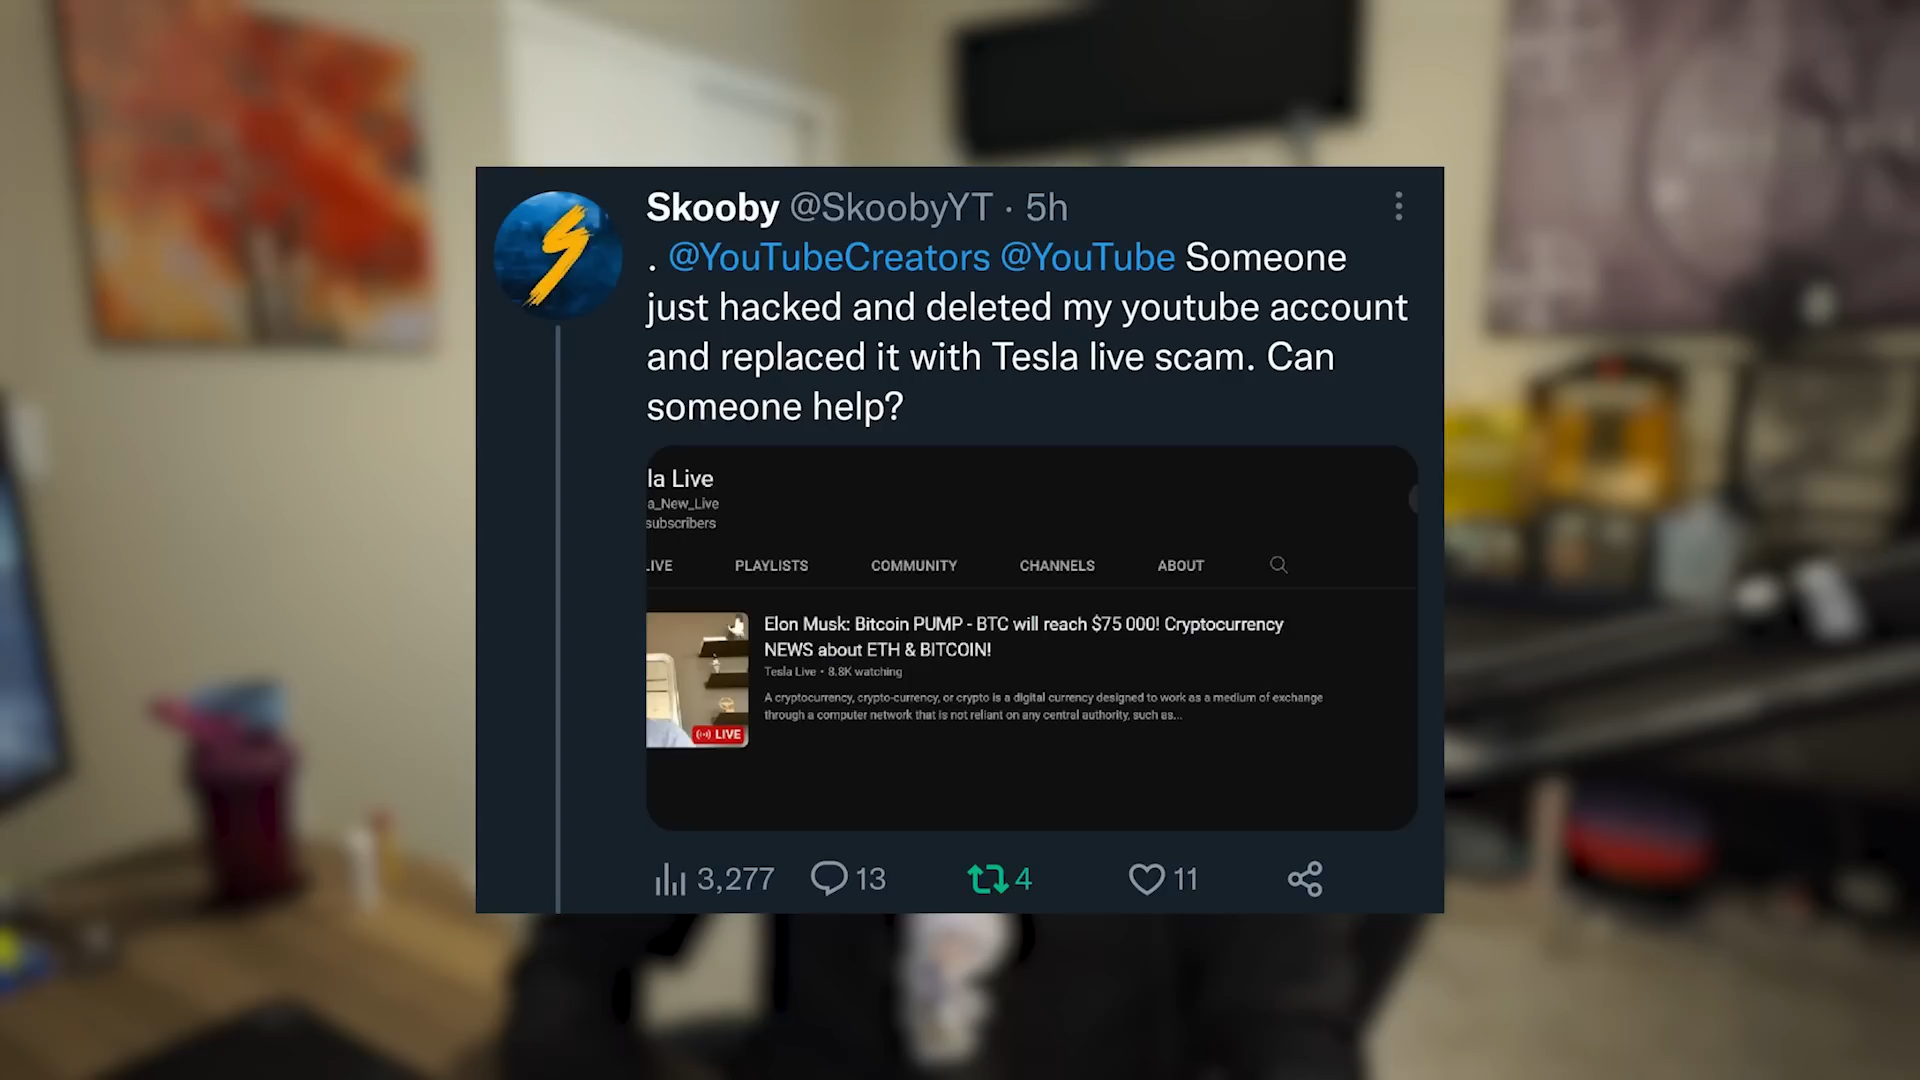 Skooby @SkoobyYT · 5h
. @YouTubeCreators @YouTube Someone
just hacked and deleted my youtube account
and replaced it with Tesla live scam. Can
someone help?
la Live
a_New_Live
subscribers
LIVE PLAYLISTS COMMUNITY CHANNELS ABOUT
Elon Musk: Bitcoin PUMP - BTC will reach $75 000! Cryptocurrency
NEWS about ETH & BITCOIN!
Tesla Live • 8.8K watching
A cryptocurrency, crypto-currency, or crypto is a digital currency designed to work as a medium of exchange
through a computer network that is not reliant on any central authority, such as...
LIVE
3,277 13 4 11